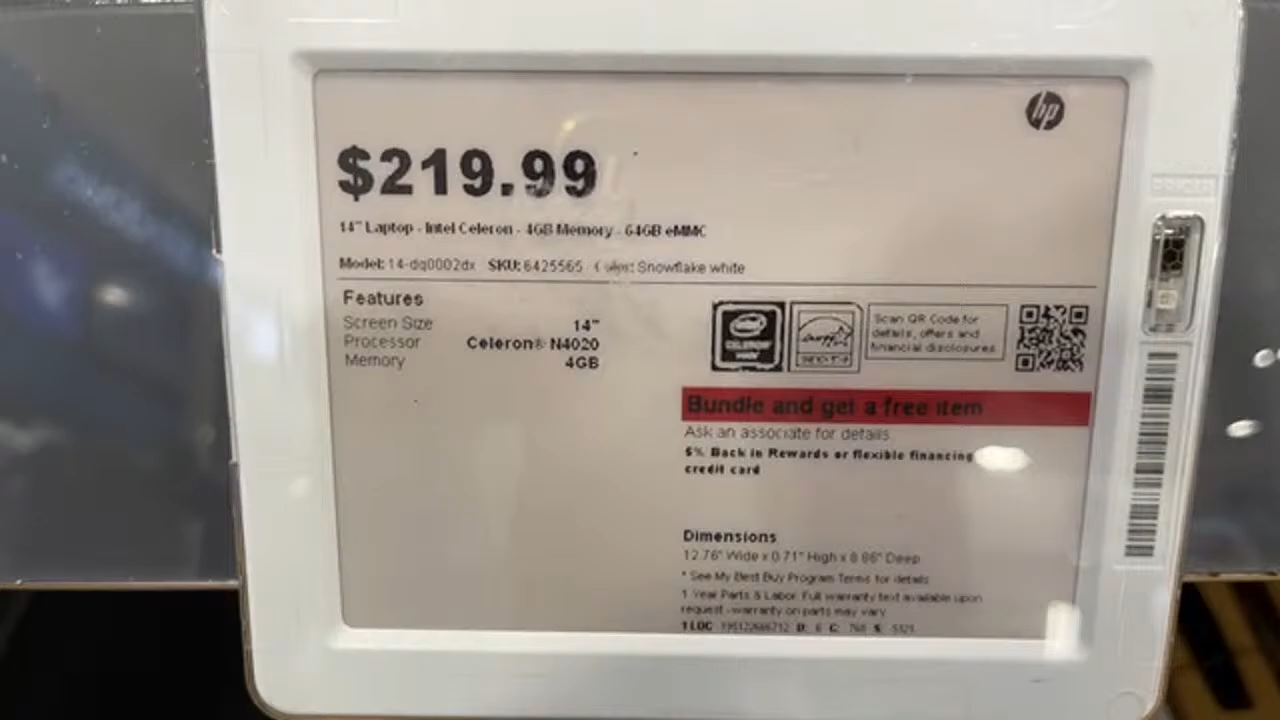 hp
$219.99
14" Laptop - Intel Celeron - 4GB Memory - 64GB eMMC
Model: 14-dq0002dx SKU: 6425565 Color: Snowflake white
Features
Screen Size 14"
Processor Celeron® N4020
Memory 4GB
intel
CELERON
Scan QR Code for
details, offers and
financial disclosures
Bundle and get a free item
Ask an associate for details
5% Back in Rewards or flexible financing
credit card
Dimensions
12.76" Wide x 0.71" High x 8.86" Deep
* See My Best Buy Program Terms for details
1 Year Parts & Labor. Full warranty text available upon
request - warranty on parts may vary
1 LOC